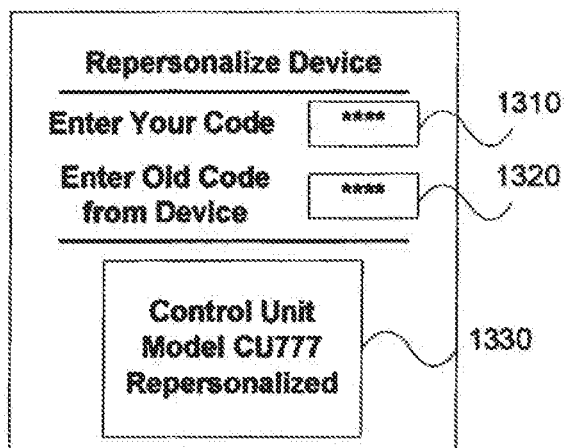 Repersonalize Device
Enter Your Code **** 1310
Enter Old Code
from Device **** 1320
Control Unit
Model CU777
Repersonalized
1330